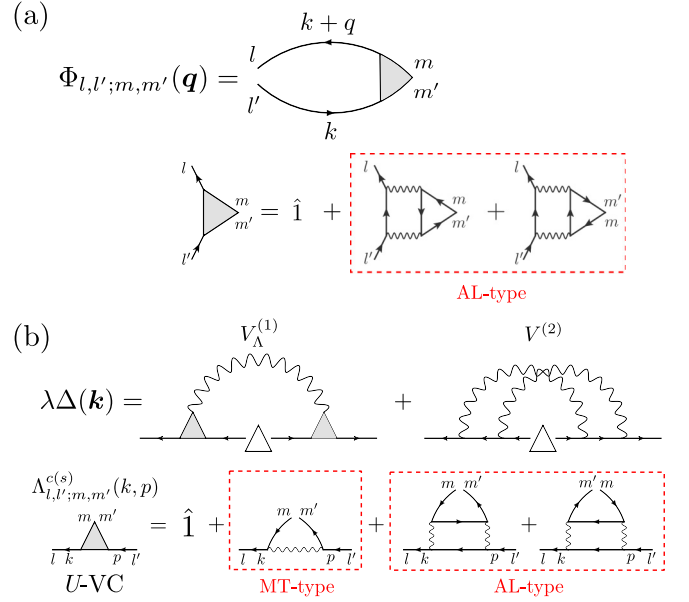 (a)
l
k + q
m
Φ_{l,l′;m,m′}(q) =
l′
k
m′
l
m
m′
l′
= 1̂ +
l
m
m′
l′
+
l
m′
m
l′
AL-type
(b)
V_Λ^{(1)}
V^{(2)}
λΔ(k) =
+
Λ^{c(s)}_{l,l′;m,m′}(k, p)
m m′
l k p l′
U-VC
= 1̂ +
m m′
l k p l′
MT-type
+
m′ m
l k p l′
+
m m′
l k p l′
AL-type